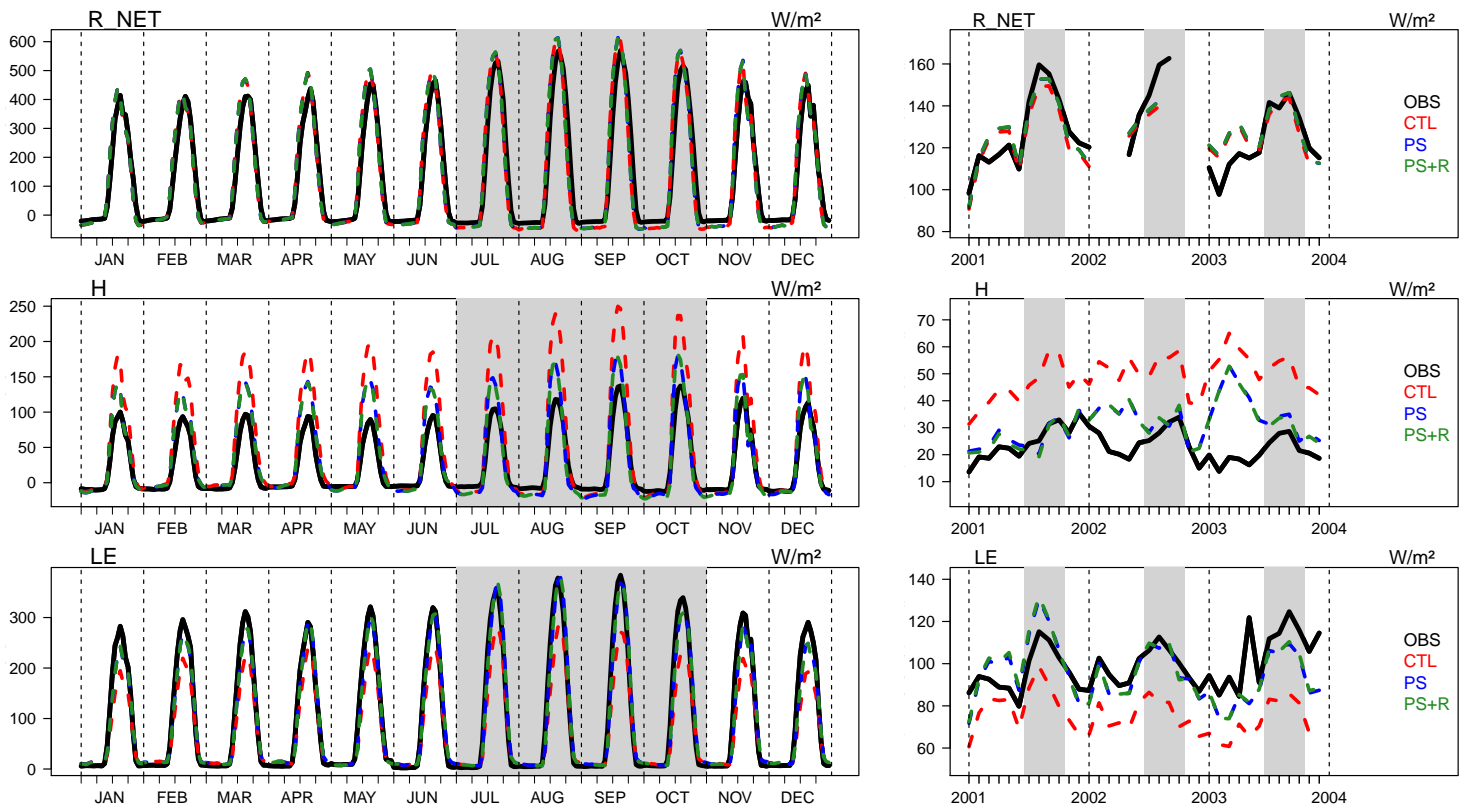 R_NET W/m²
600
500
400
300
200
100
0
JAN FEB MAR APR MAY JUN JUL AUG SEP OCT NOV DEC
R_NET W/m²
160
140
120
100
80
OBS
CTL
PS
PS+R
2001 2002 2003 2004
H W/m²
250
200
150
100
50
0
JAN FEB MAR APR MAY JUN JUL AUG SEP OCT NOV DEC
H W/m²
70
60
50
40
30
20
10
OBS
CTL
PS
PS+R
2001 2002 2003 2004
LE W/m²
300
200
100
0
JAN FEB MAR APR MAY JUN JUL AUG SEP OCT NOV DEC
LE W/m²
140
120
100
80
60
OBS
CTL
PS
PS+R
2001 2002 2003 2004